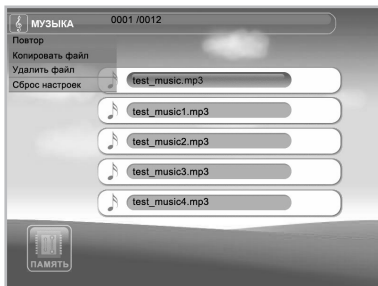 МУЗЫКА 0001 /0012
Повтор
Копировать файл
Удалить файл
Сброс настроек
test_music.mp3
test_music1.mp3
test_music2.mp3
test_music3.mp3
test_music4.mp3
ПАМЯТЬ